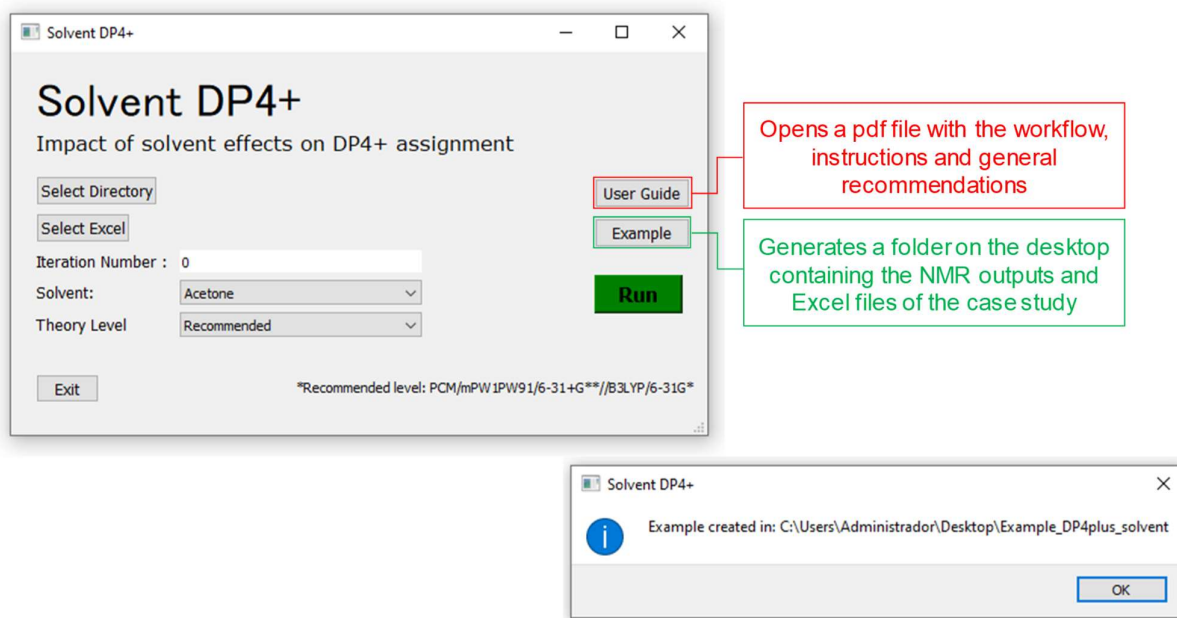 Solvent DP4+
Solvent DP4+
Impact of solvent effects on DP4+ assignment
Select Directory
Select Excel
Iteration Number : 0
Solvent: Acetone
Theory Level Recommended
User Guide
Example
Run
Exit
*Recommended level: PCM/mPW1PW91/6-31+G**//B3LYP/6-31G*
Opens a pdf file with the workflow,
instructions and general
recommendations
Generates a folder on the desktop
containing the NMR outputs and
Excel files of the case study
Solvent DP4+
Example created in: C:\Users\Administrador\Desktop\Example_DP4plus_solvent
OK